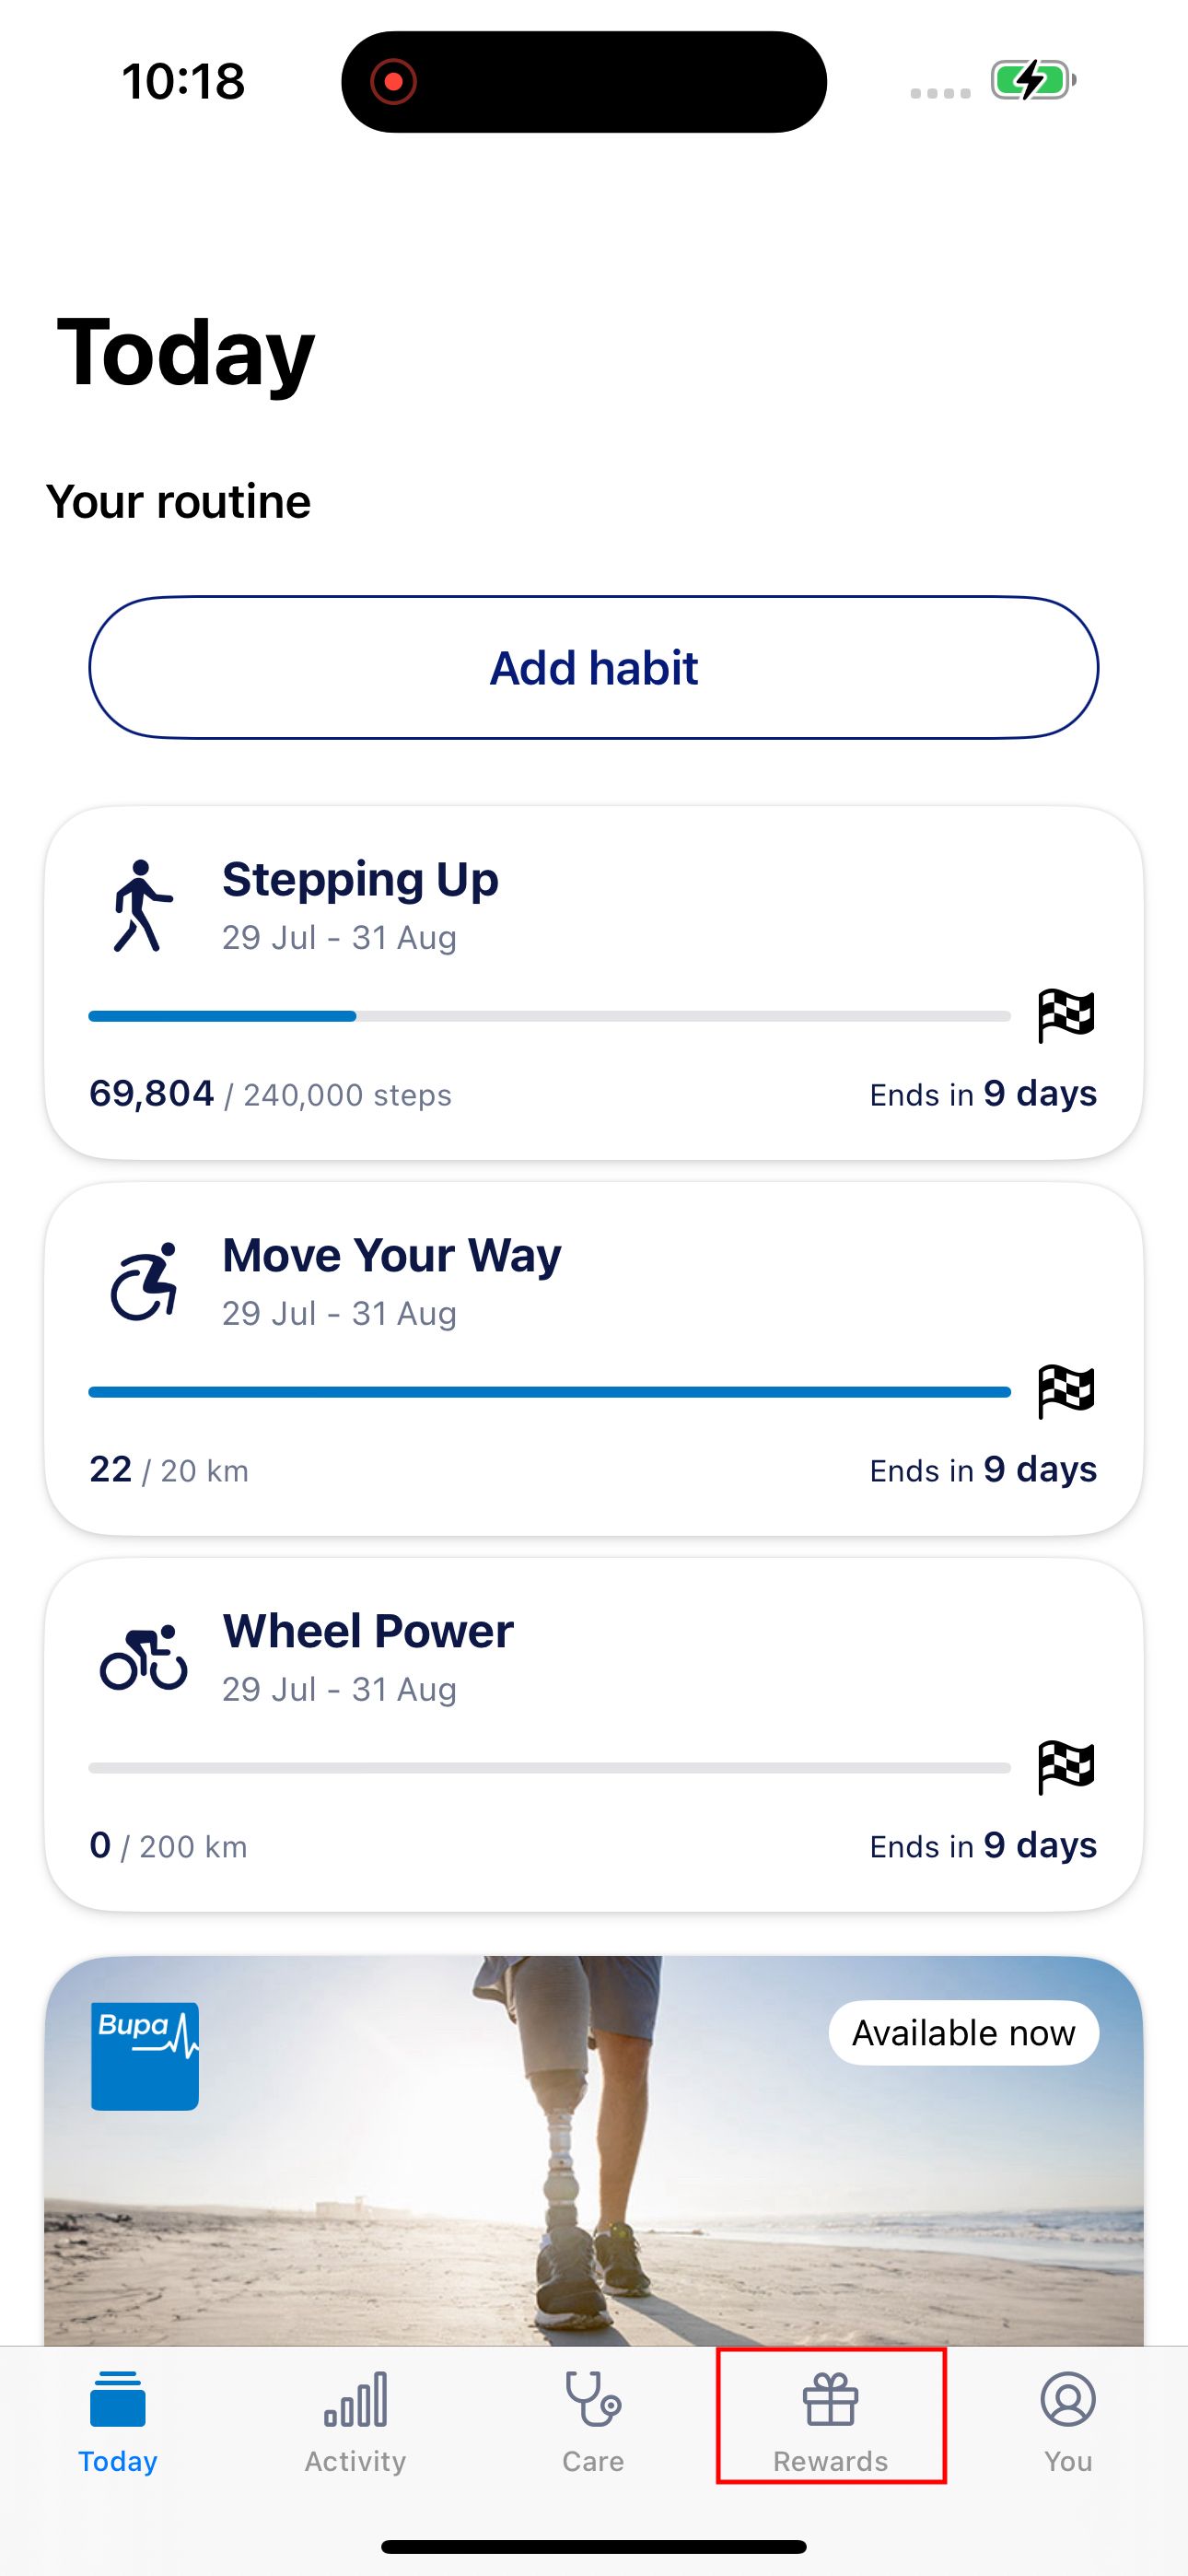 10:18
Today
Your routine
Add habit
Stepping Up
29 Jul - 31 Aug
69,804 / 240,000 steps
Ends in 9 days
Move Your Way
29 Jul - 31 Aug
22 / 20 km
Ends in 9 days
Wheel Power
29 Jul - 31 Aug
0 / 200 km
Ends in 9 days
Bupa
Available now
Today
Activity
Care
Rewards
You